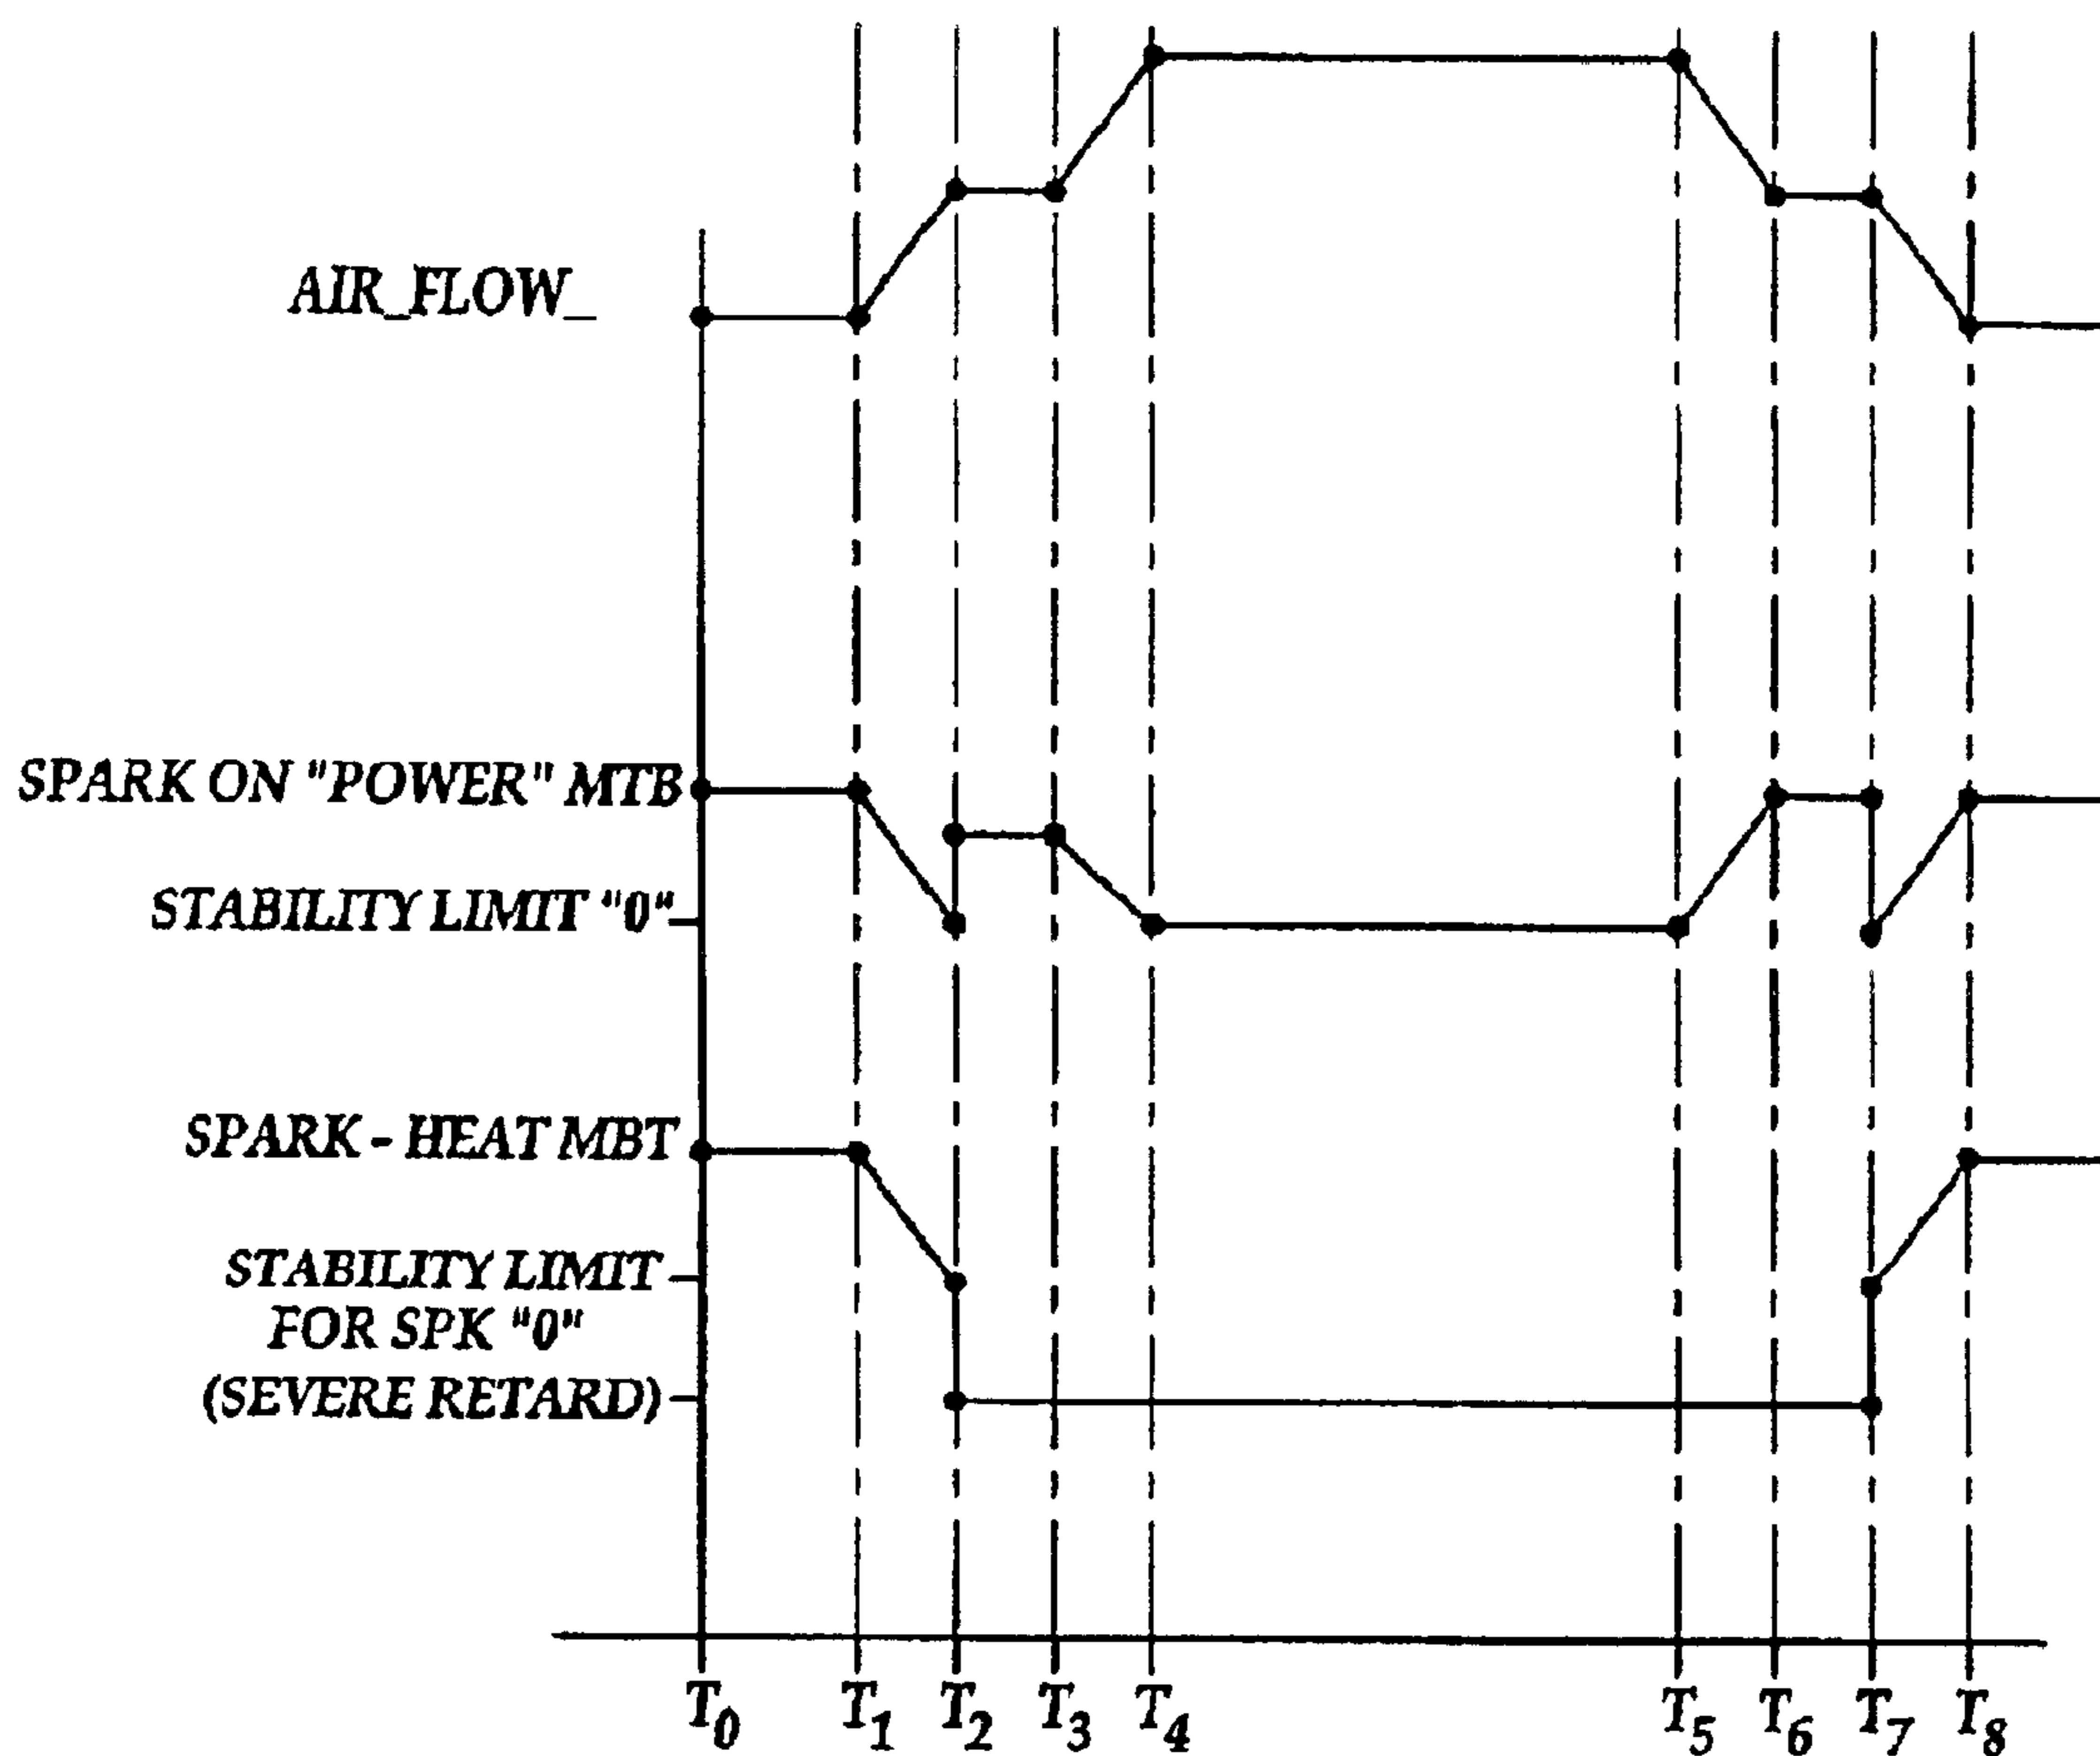 AIR_FLOW_
SPARK ON "POWER" MTB
STABILITY LIMIT "0"
SPARK - HEAT MBT
STABILITY LIMIT
FOR SPK "0"
(SEVERE RETARD)
T0 T1 T2 T3 T4 T5 T6 T7 T8